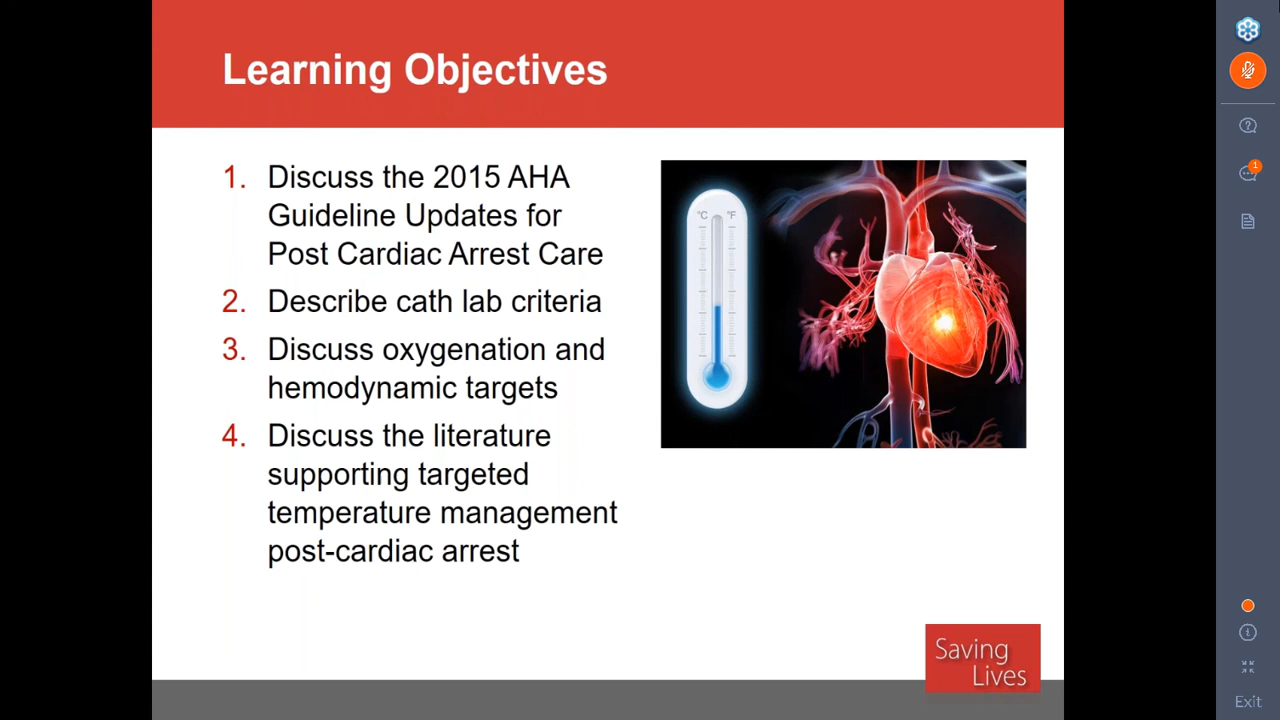 Learning Objectives
1. Discuss the 2015 AHA
Guideline Updates for
Post Cardiac Arrest Care
2. Describe cath lab criteria
3. Discuss oxygenation and
hemodynamic targets
4. Discuss the literature
supporting targeted
temperature management
post-cardiac arrest
°C °F
Saving
Lives
1
Exit